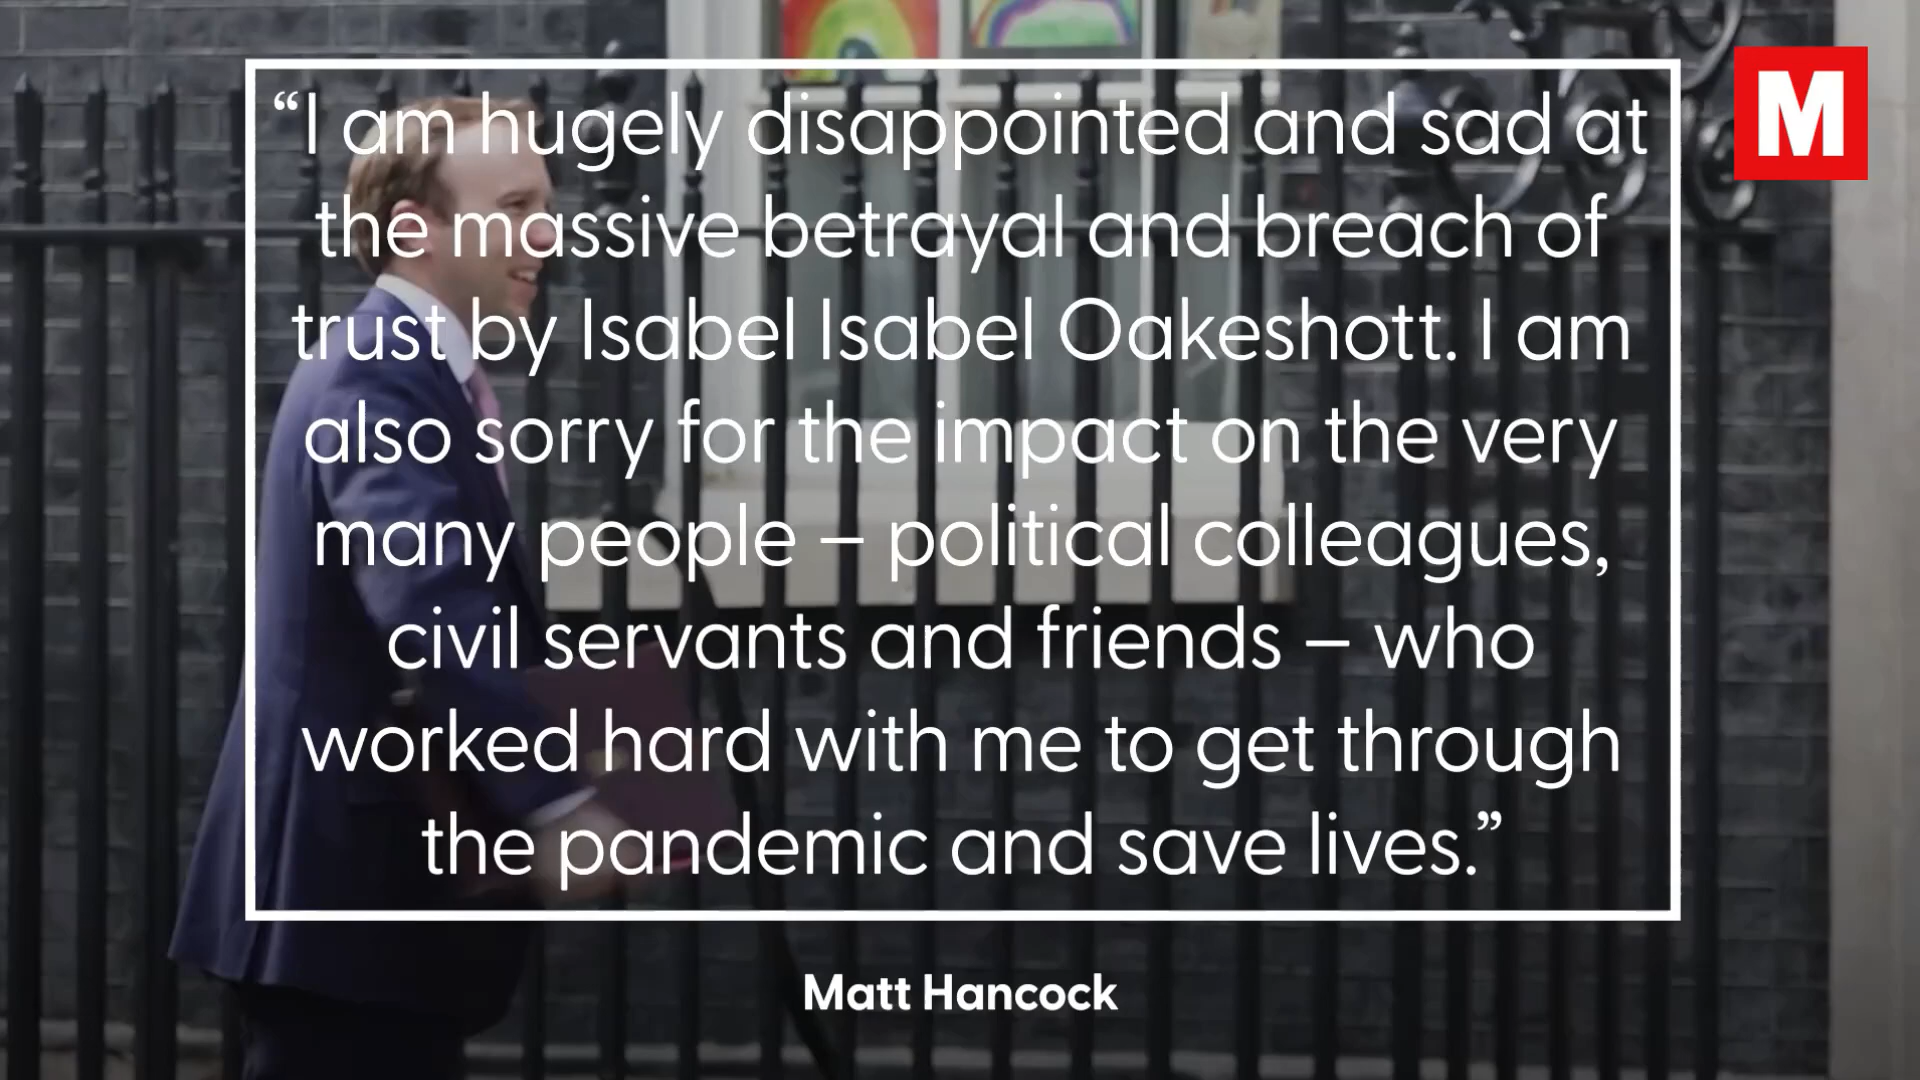 “I am hugely disappointed and sad at
the massive betrayal and breach of
trust by Isabel Isabel Oakeshott. I am
also sorry for the impact on the very
many people – political colleagues,
civil servants and friends – who
worked hard with me to get through
the pandemic and save lives.”
Matt Hancock
M